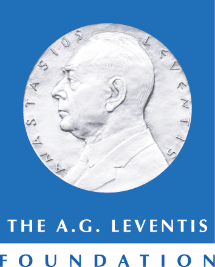 ANASTASIOS LEVENTIS
THE A.G. LEVENTIS
FOUNDATION